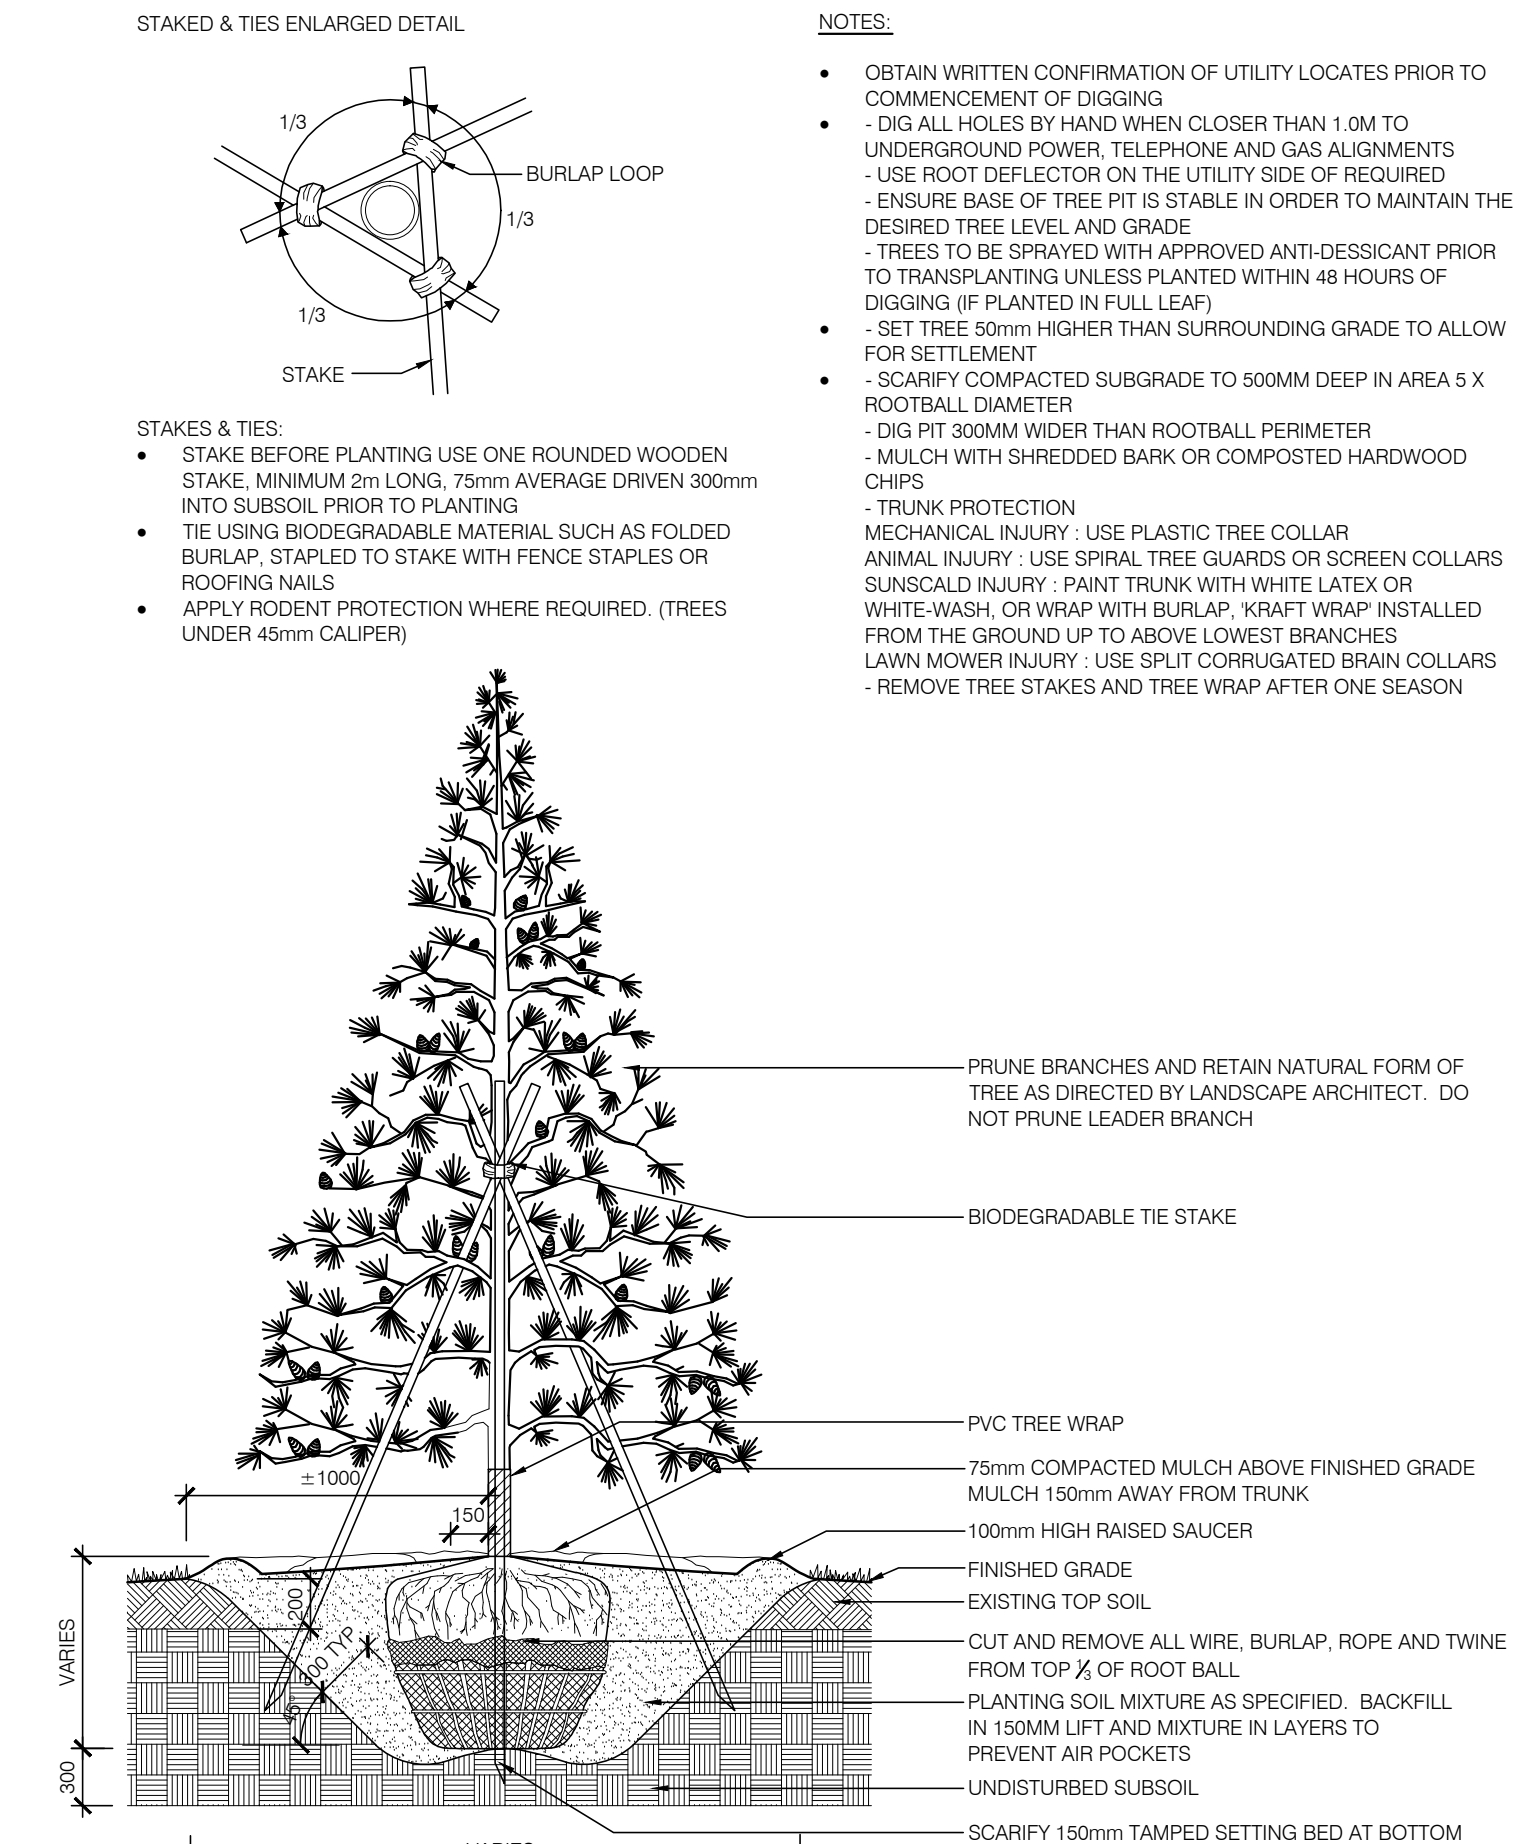 STAKED & TIES ENLARGED DETAIL
1/3
BURLAP LOOP
1/3
1/3
STAKE
STAKES & TIES:
● STAKE BEFORE PLANTING USE ONE ROUNDED WOODEN
STAKE, MINIMUM 2m LONG, 75mm AVERAGE DRIVEN 300mm
INTO SUBSOIL PRIOR TO PLANTING
● TIE USING BIODEGRADABLE MATERIAL SUCH AS FOLDED
BURLAP, STAPLED TO STAKE WITH FENCE STAPLES OR
ROOFING NAILS
● APPLY RODENT PROTECTION WHERE REQUIRED. (TREES
UNDER 45mm CALIPER)
NOTES:
● OBTAIN WRITTEN CONFIRMATION OF UTILITY LOCATES PRIOR TO
COMMENCEMENT OF DIGGING
● - DIG ALL HOLES BY HAND WHEN CLOSER THAN 1.0M TO
UNDERGROUND POWER, TELEPHONE AND GAS ALIGNMENTS
- USE ROOT DEFLECTOR ON THE UTILITY SIDE OF REQUIRED
- ENSURE BASE OF TREE PIT IS STABLE IN ORDER TO MAINTAIN THE
DESIRED TREE LEVEL AND GRADE
- TREES TO BE SPRAYED WITH APPROVED ANTI-DESSICANT PRIOR
TO TRANSPLANTING UNLESS PLANTED WITHIN 48 HOURS OF
DIGGING (IF PLANTED IN FULL LEAF)
● - SET TREE 50mm HIGHER THAN SURROUNDING GRADE TO ALLOW
FOR SETTLEMENT
● - SCARIFY COMPACTED SUBGRADE TO 500MM DEEP IN AREA 5 X
ROOTBALL DIAMETER
- DIG PIT 300MM WIDER THAN ROOTBALL PERIMETER
- MULCH WITH SHREDDED BARK OR COMPOSTED HARDWOOD
CHIPS
- TRUNK PROTECTION
MECHANICAL INJURY : USE PLASTIC TREE COLLAR
ANIMAL INJURY : USE SPIRAL TREE GUARDS OR SCREEN COLLARS
SUNSCALD INJURY : PAINT TRUNK WITH WHITE LATEX OR
WHITE-WASH, OR WRAP WITH BURLAP, 'KRAFT WRAP' INSTALLED
FROM THE GROUND UP TO ABOVE LOWEST BRANCHES
LAWN MOWER INJURY : USE SPLIT CORRUGATED BRAIN COLLARS
- REMOVE TREE STAKES AND TREE WRAP AFTER ONE SEASON
PRUNE BRANCHES AND RETAIN NATURAL FORM OF
TREE AS DIRECTED BY LANDSCAPE ARCHITECT. DO
NOT PRUNE LEADER BRANCH
BIODEGRADABLE TIE STAKE
PVC TREE WRAP
75mm COMPACTED MULCH ABOVE FINISHED GRADE
MULCH 150mm AWAY FROM TRUNK
100mm HIGH RAISED SAUCER
FINISHED GRADE
EXISTING TOP SOIL
CUT AND REMOVE ALL WIRE, BURLAP, ROPE AND TWINE
FROM TOP 1/3 OF ROOT BALL
PLANTING SOIL MIXTURE AS SPECIFIED. BACKFILL
IN 150MM LIFT AND MIXTURE IN LAYERS TO
PREVENT AIR POCKETS
UNDISTURBED SUBSOIL
SCARIFY 150mm TAMPED SETTING BED AT BOTTOM
±1000
150
200
300 TYP
45°
VARIES
300
VARIES